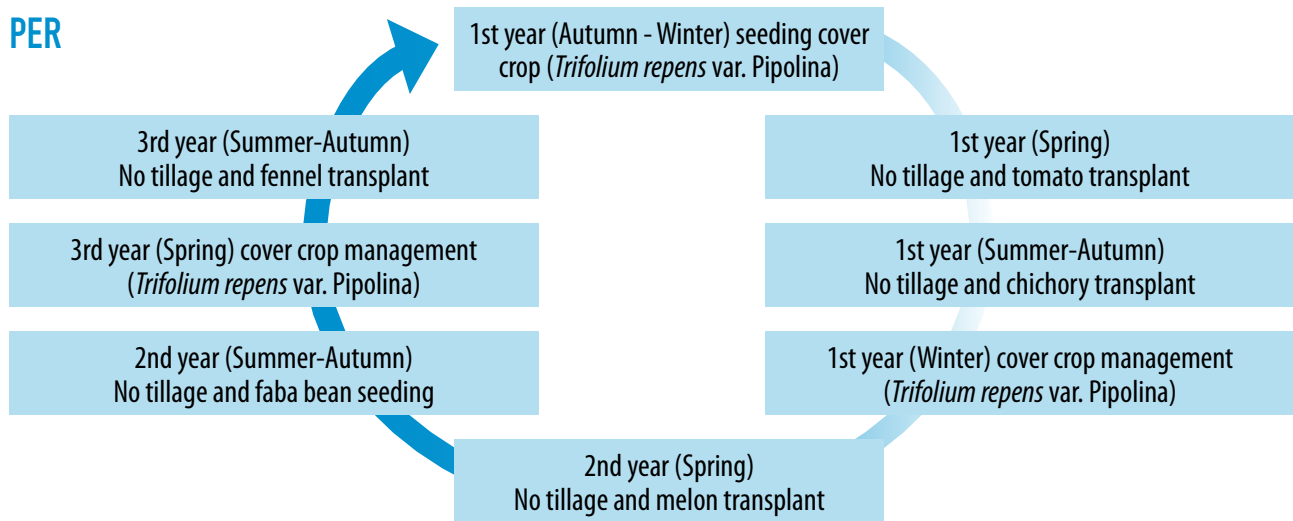 PER
1st year (Autumn - Winter) seeding cover
crop (Trifolium repens var. Pipolina)
1st year (Spring)
No tillage and tomato transplant
1st year (Summer-Autumn)
No tillage and chichory transplant
1st year (Winter) cover crop management
(Trifolium repens var. Pipolina)
2nd year (Spring)
No tillage and melon transplant
2nd year (Summer-Autumn)
No tillage and faba bean seeding
3rd year (Spring) cover crop management
(Trifolium repens var. Pipolina)
3rd year (Summer-Autumn)
No tillage and fennel transplant